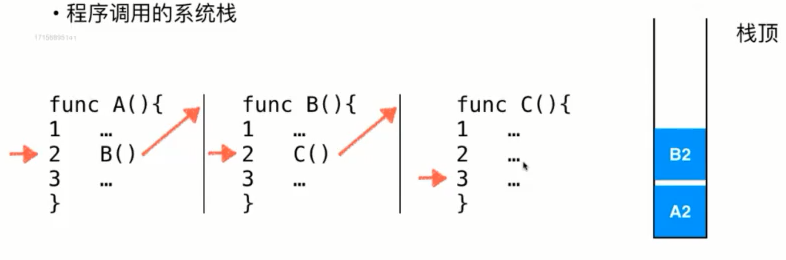 ·程序调用的系统栈
栈顶
func A(){
1 …
2 B()
3 …
}
func B(){
1 …
2 C()
3 …
}
func C(){
1 …
2 …
3 …
}
B2
A2